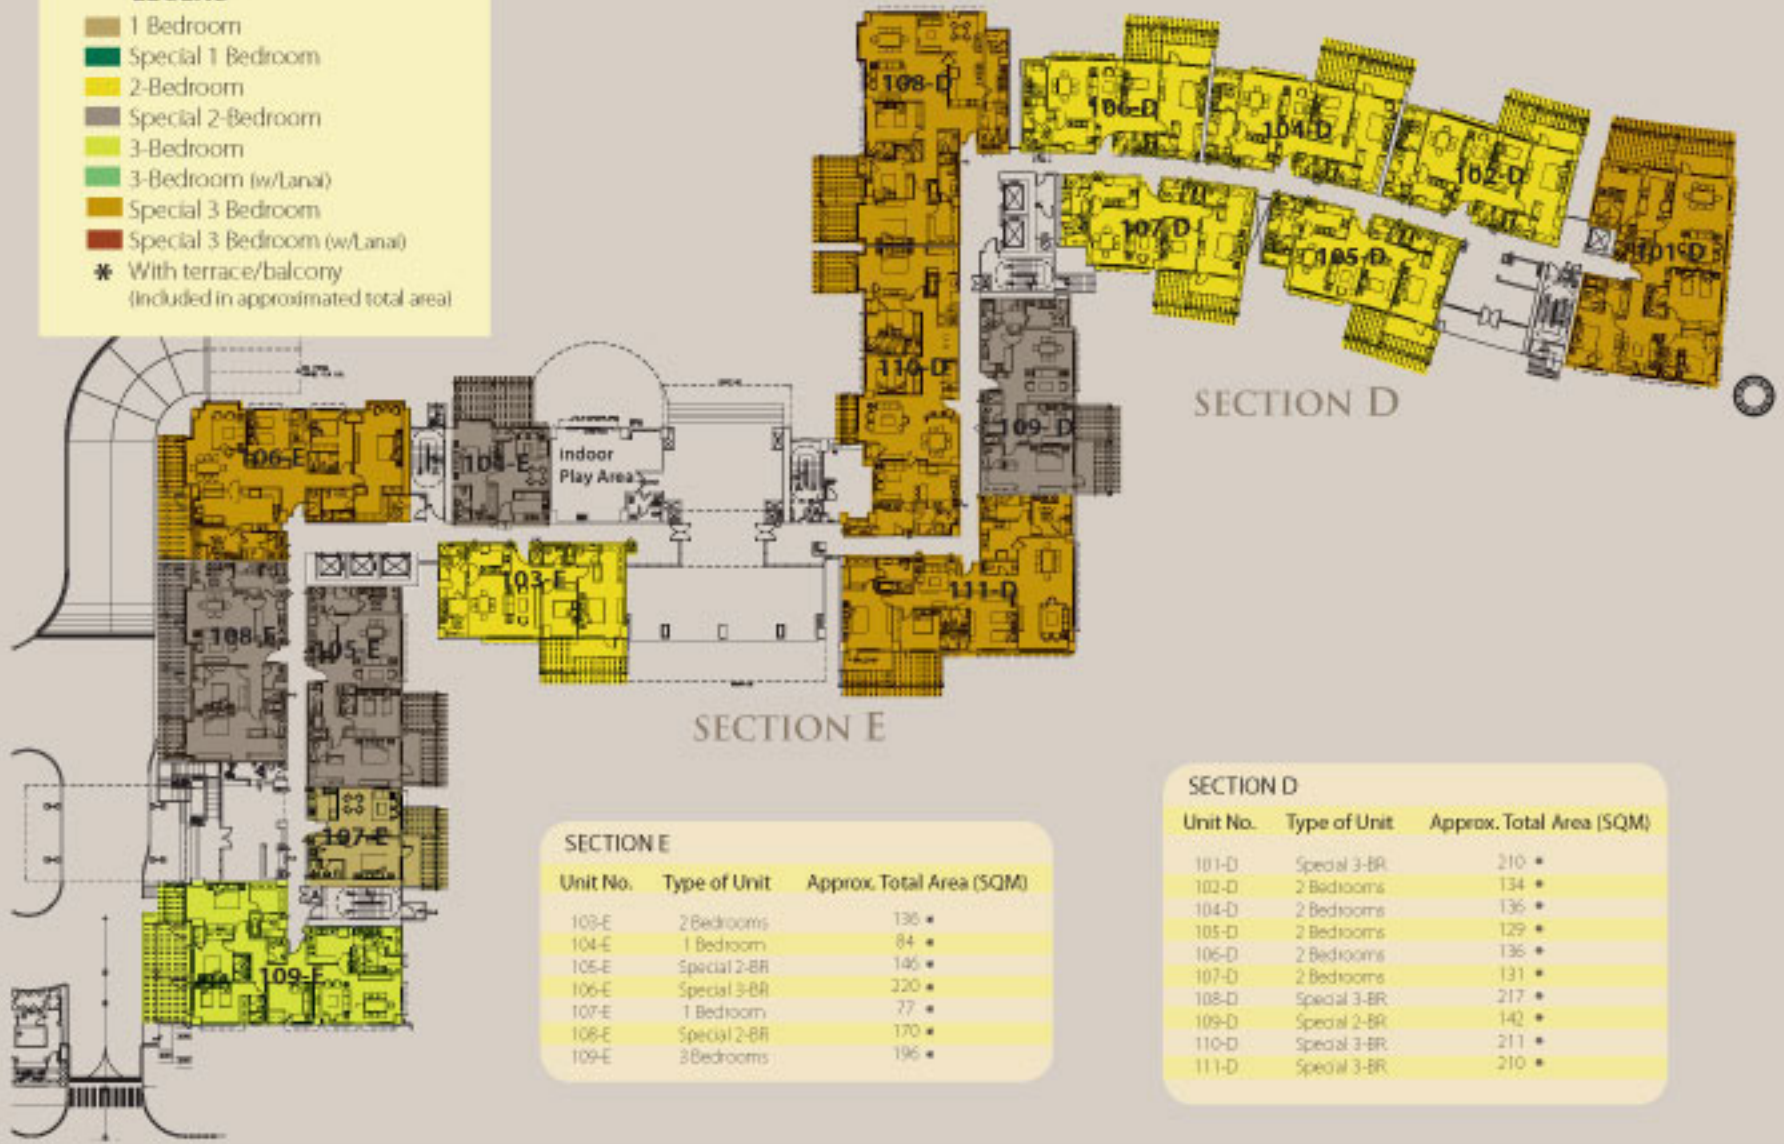 1 Bedroom
Special 1 Bedroom
2-Bedroom
Special 2-Bedroom
3-Bedroom
3-Bedroom (w/Lanai)
Special 3 Bedroom
Special 3 Bedroom (w/Lanai)
* With terrace/balcony
(included in approximated total area)
108-D
106-D
104-D
102-D
101-D
107-D
105-D
110-D
109-D
111-D
SECTION D
106-E
104-E
indoor
Play Area
103-E
108-E
105-E
107-E
109-E
SECTION E
SECTION E
Unit No. Type of Unit Approx. Total Area (SQM)
103-E 2 Bedrooms 136 *
104-E 1 Bedroom 84 *
105-E Special 2-BR 146 *
106-E Special 3-BR 220 *
107-E 1 Bedroom 77 *
108-E Special 2-BR 170 *
109-E 3 Bedrooms 196 *
SECTION D
Unit No. Type of Unit Approx. Total Area (SQM)
101-D Special 3-BR 210 *
102-D 2 Bedrooms 134 *
104-D 2 Bedrooms 136 *
105-D 2 Bedrooms 129 *
106-D 2 Bedrooms 136 *
107-D 2 Bedrooms 131 *
108-D Special 3-BR 217 *
109-D Special 2-BR 142 *
110-D Special 3-BR 211 *
111-D Special 3-BR 210 *